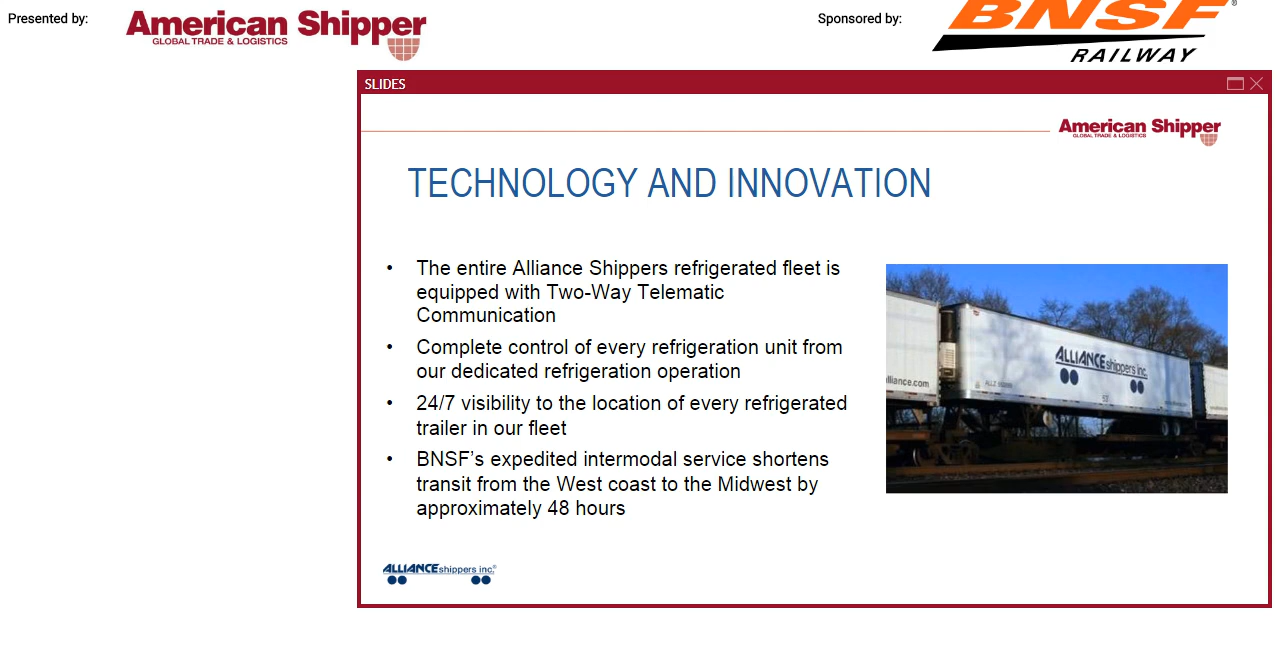 Presented by:
American Shipper
GLOBAL TRADE & LOGISTICS
Sponsored by:
BNSF®
RAILWAY
SLIDES
American Shipper
GLOBAL TRADE & LOGISTICS
TECHNOLOGY AND INNOVATION
• The entire Alliance Shippers refrigerated fleet is
equipped with Two-Way Telematic
Communication
• Complete control of every refrigeration unit from
our dedicated refrigeration operation
• 24/7 visibility to the location of every refrigerated
trailer in our fleet
• BNSF's expedited intermodal service shortens
transit from the West coast to the Midwest by
approximately 48 hours
alliance.com
ALLIANCE shippers inc.
53
ALLIANCE shippers inc.®